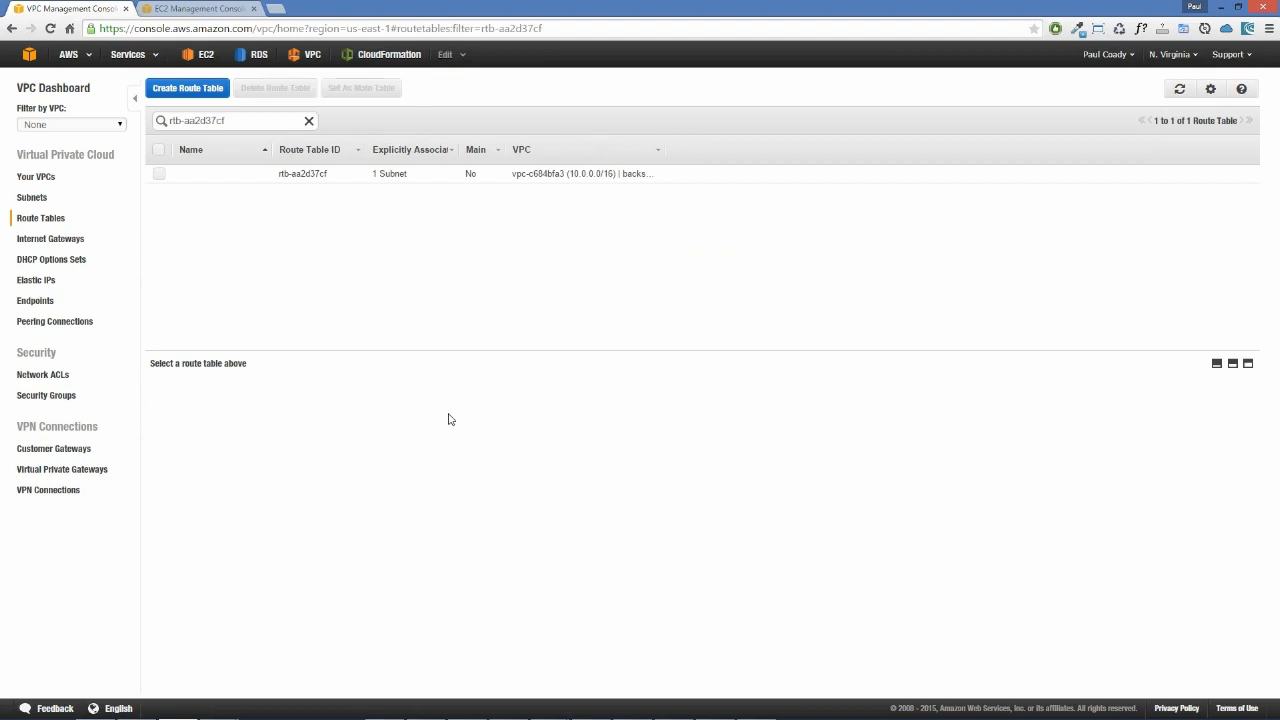 VPC Management Consol
EC2 Management Consol
Paul
https://console.aws.amazon.com/vpc/home?region=us-east-1#routetables:filter=rtb-aa2d37cf
AWS Services EC2 RDS VPC CloudFormation Edit Paul Coady N. Virginia Support
VPC Dashboard
Filter by VPC:
None
Virtual Private Cloud
Your VPCs
Subnets
Route Tables
Internet Gateways
DHCP Options Sets
Elastic IPs
Endpoints
Peering Connections
Security
Network ACLs
Security Groups
VPN Connections
Customer Gateways
Virtual Private Gateways
VPN Connections
Create Route Table Delete Route Table Set As Main Table
rtb-aa2d37cf
1 to 1 of 1 Route Table
Name Route Table ID Explicitly Associat Main VPC
rtb-aa2d37cf 1 Subnet No vpc-c684bfa3 (10.0.0.0/16) | backs...
Select a route table above
Feedback English
© 2008 - 2015, Amazon Web Services, Inc. or its affiliates. All rights reserved. Privacy Policy Terms of Use